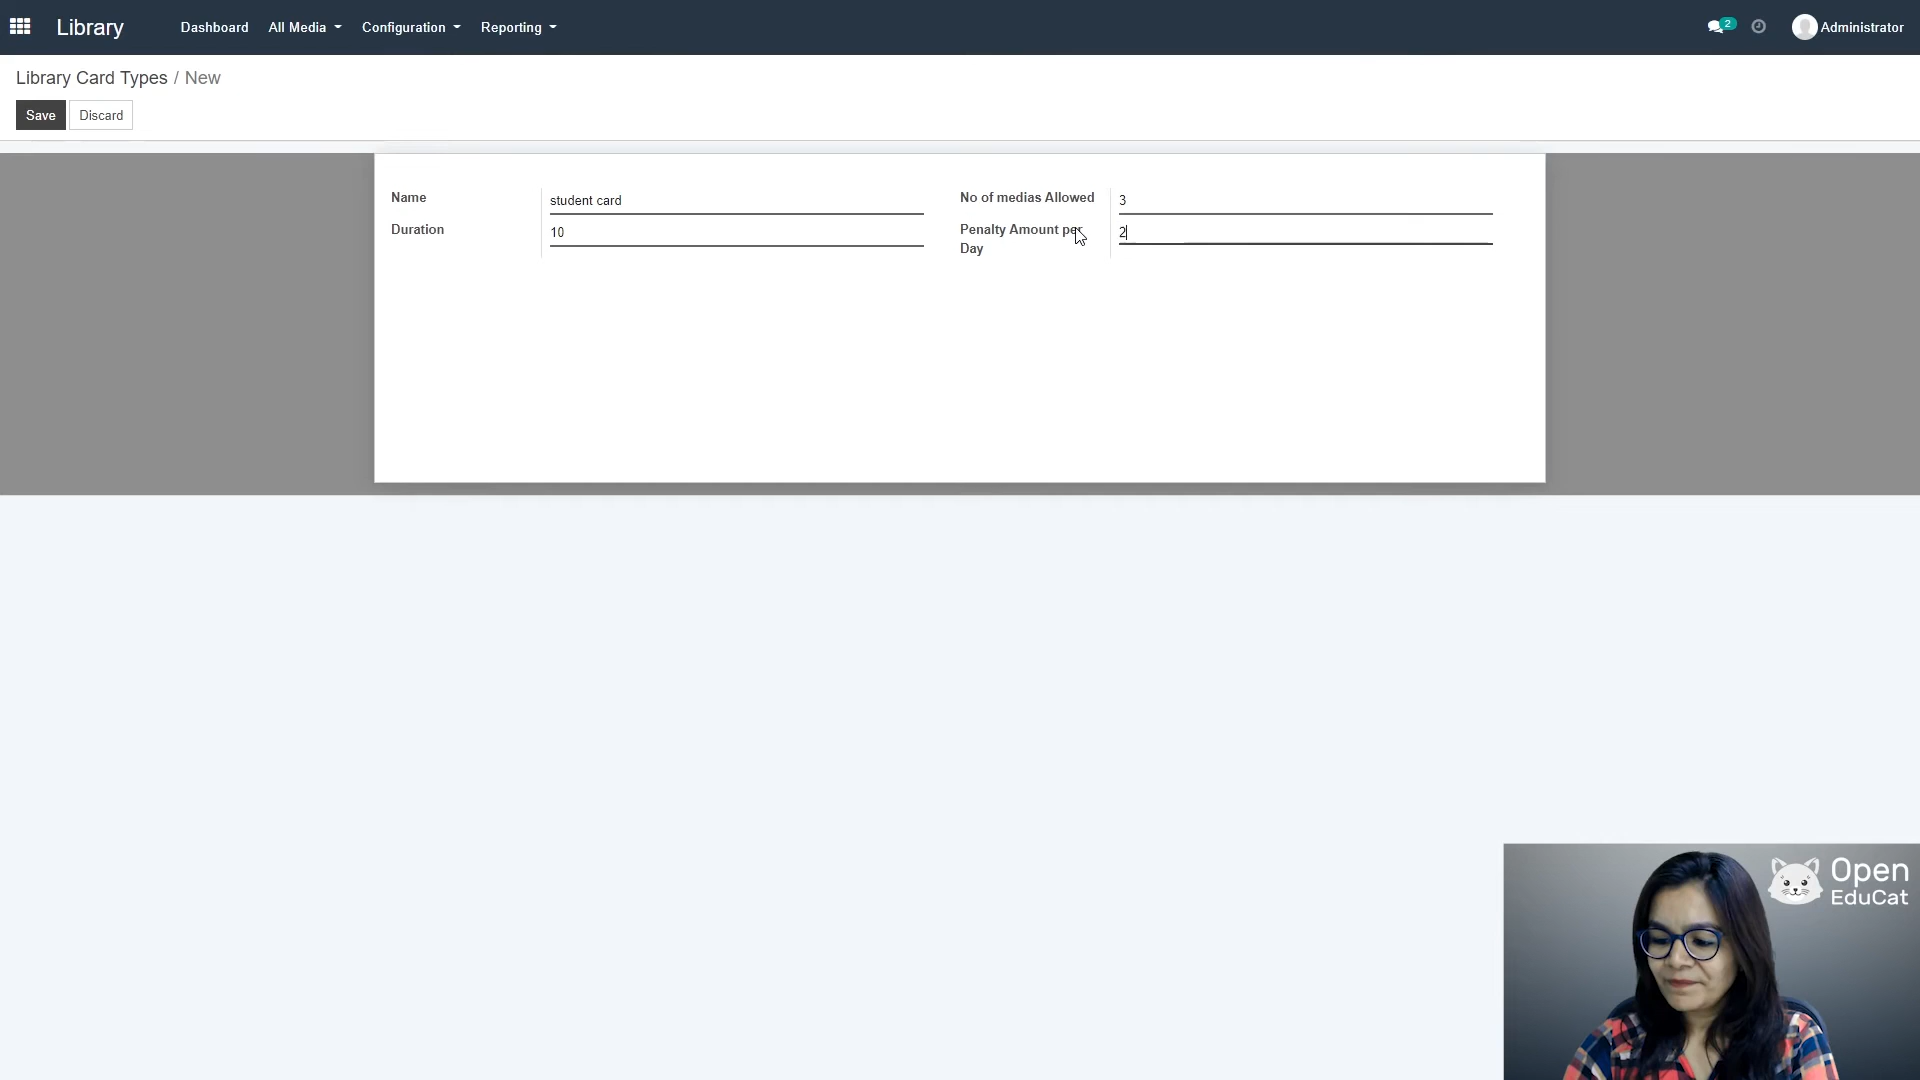 Library Dashboard All Media Configuration Reporting 2 Administrator
Library Card Types / New
Save Discard
Name student card No of medias Allowed 3
Duration 10 Penalty Amount per Day 2
Open
EduCat